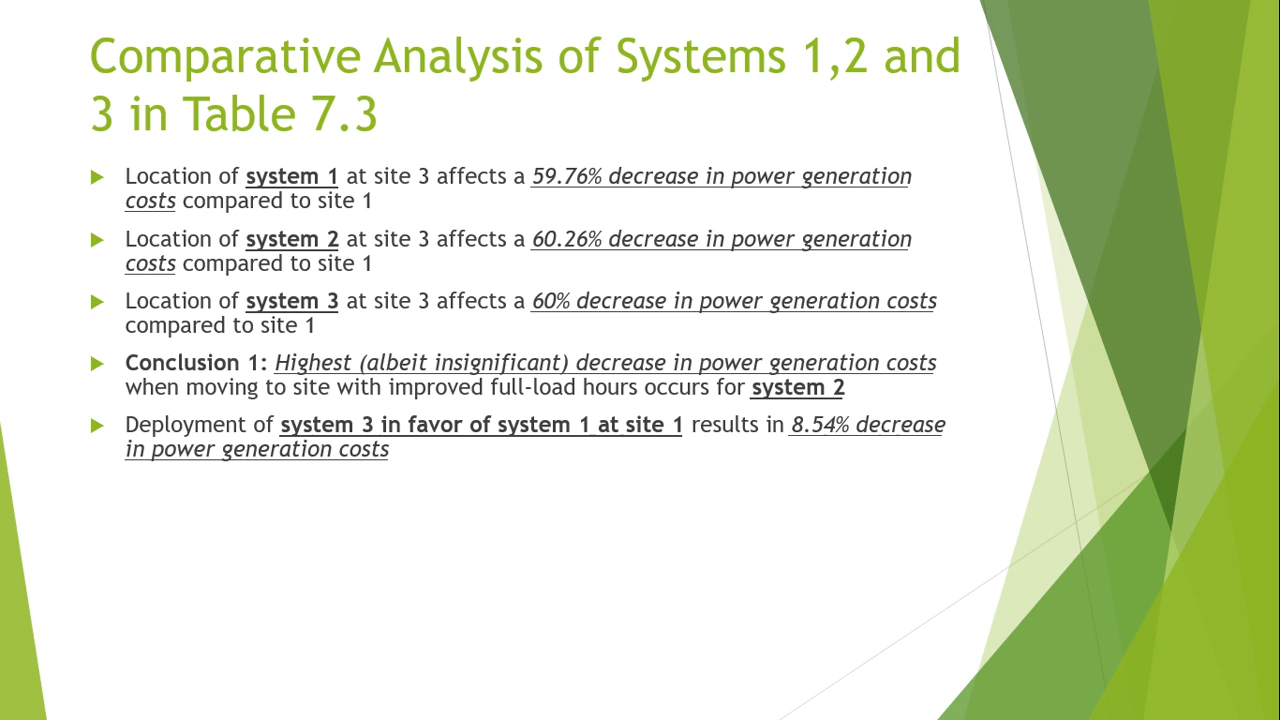 Comparative Analysis of Systems 1,2 and
3 in Table 7.3
Location of system 1 at site 3 affects a 59.76% decrease in power generation
costs compared to site 1
Location of system 2 at site 3 affects a 60.26% decrease in power generation
costs compared to site 1
Location of system 3 at site 3 affects a 60% decrease in power generation costs
compared to site 1
Conclusion 1: Highest (albeit insignificant) decrease in power generation costs
when moving to site with improved full-load hours occurs for system 2
Deployment of system 3 in favor of system 1 at site 1 results in 8.54% decrease
in power generation costs